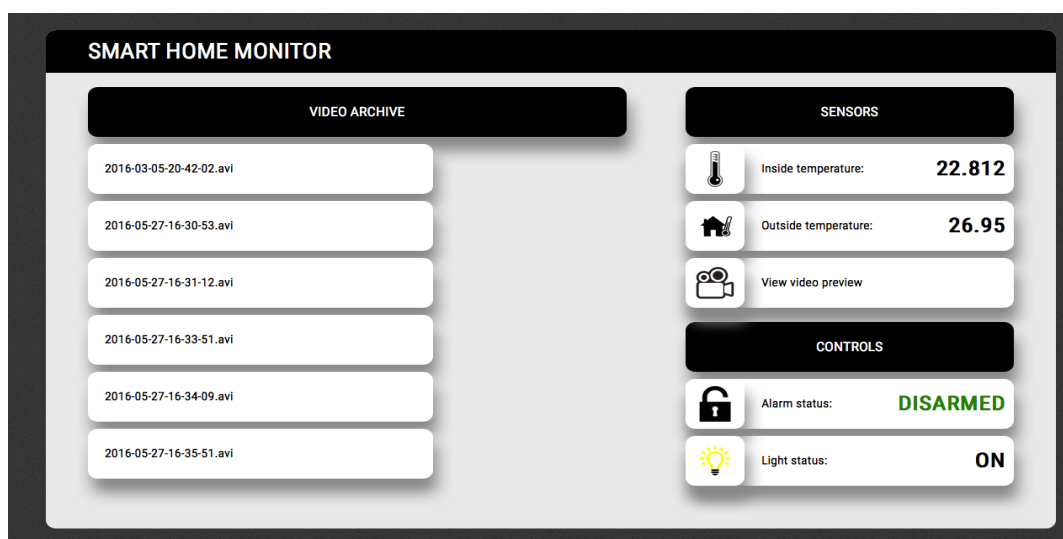 SMART HOME MONITOR
VIDEO ARCHIVE
2016-03-05-20-42-02.avi
2016-05-27-16-30-53.avi
2016-05-27-16-31-12.avi
2016-05-27-16-33-51.avi
2016-05-27-16-34-09.avi
2016-05-27-16-35-51.avi
SENSORS
Inside temperature: 22.812
Outside temperature: 26.95
View video preview
CONTROLS
Alarm status: DISARMED
Light status: ON